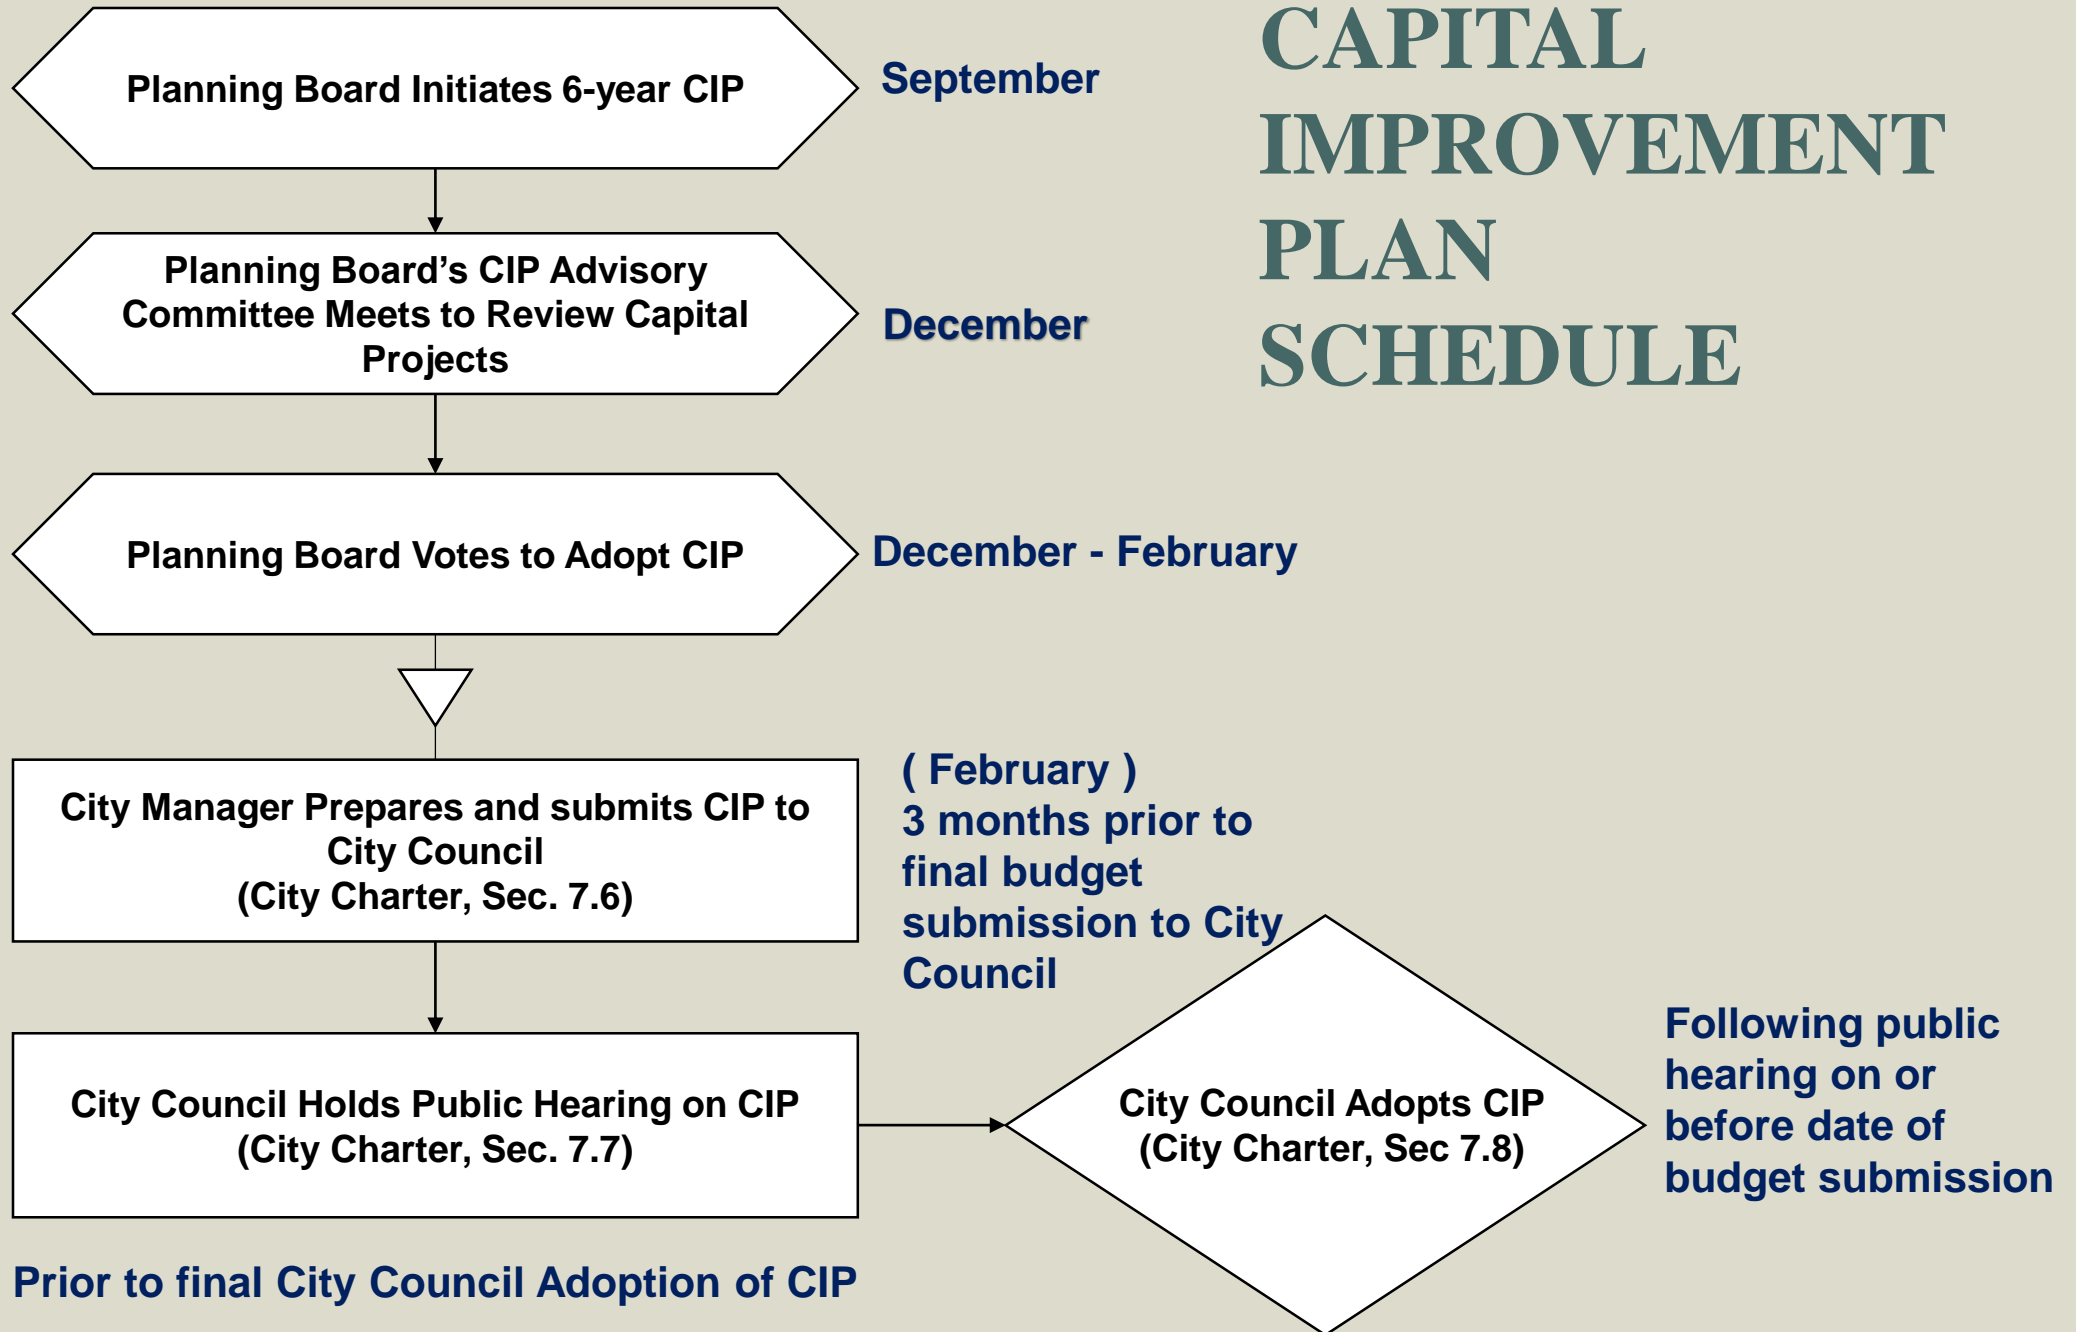 CAPITAL
IMPROVEMENT
PLAN
SCHEDULE
Planning Board Initiates 6-year CIP
September
Planning Board’s CIP Advisory
Committee Meets to Review Capital
Projects
December
Planning Board Votes to Adopt CIP
December - February
City Manager Prepares and submits CIP to
City Council
(City Charter, Sec. 7.6)
( February )
3 months prior to
final budget
submission to City
Council
City Council Holds Public Hearing on CIP
(City Charter, Sec. 7.7)
Prior to final City Council Adoption of CIP
City Council Adopts CIP
(City Charter, Sec 7.8)
Following public
hearing on or
before date of
budget submission